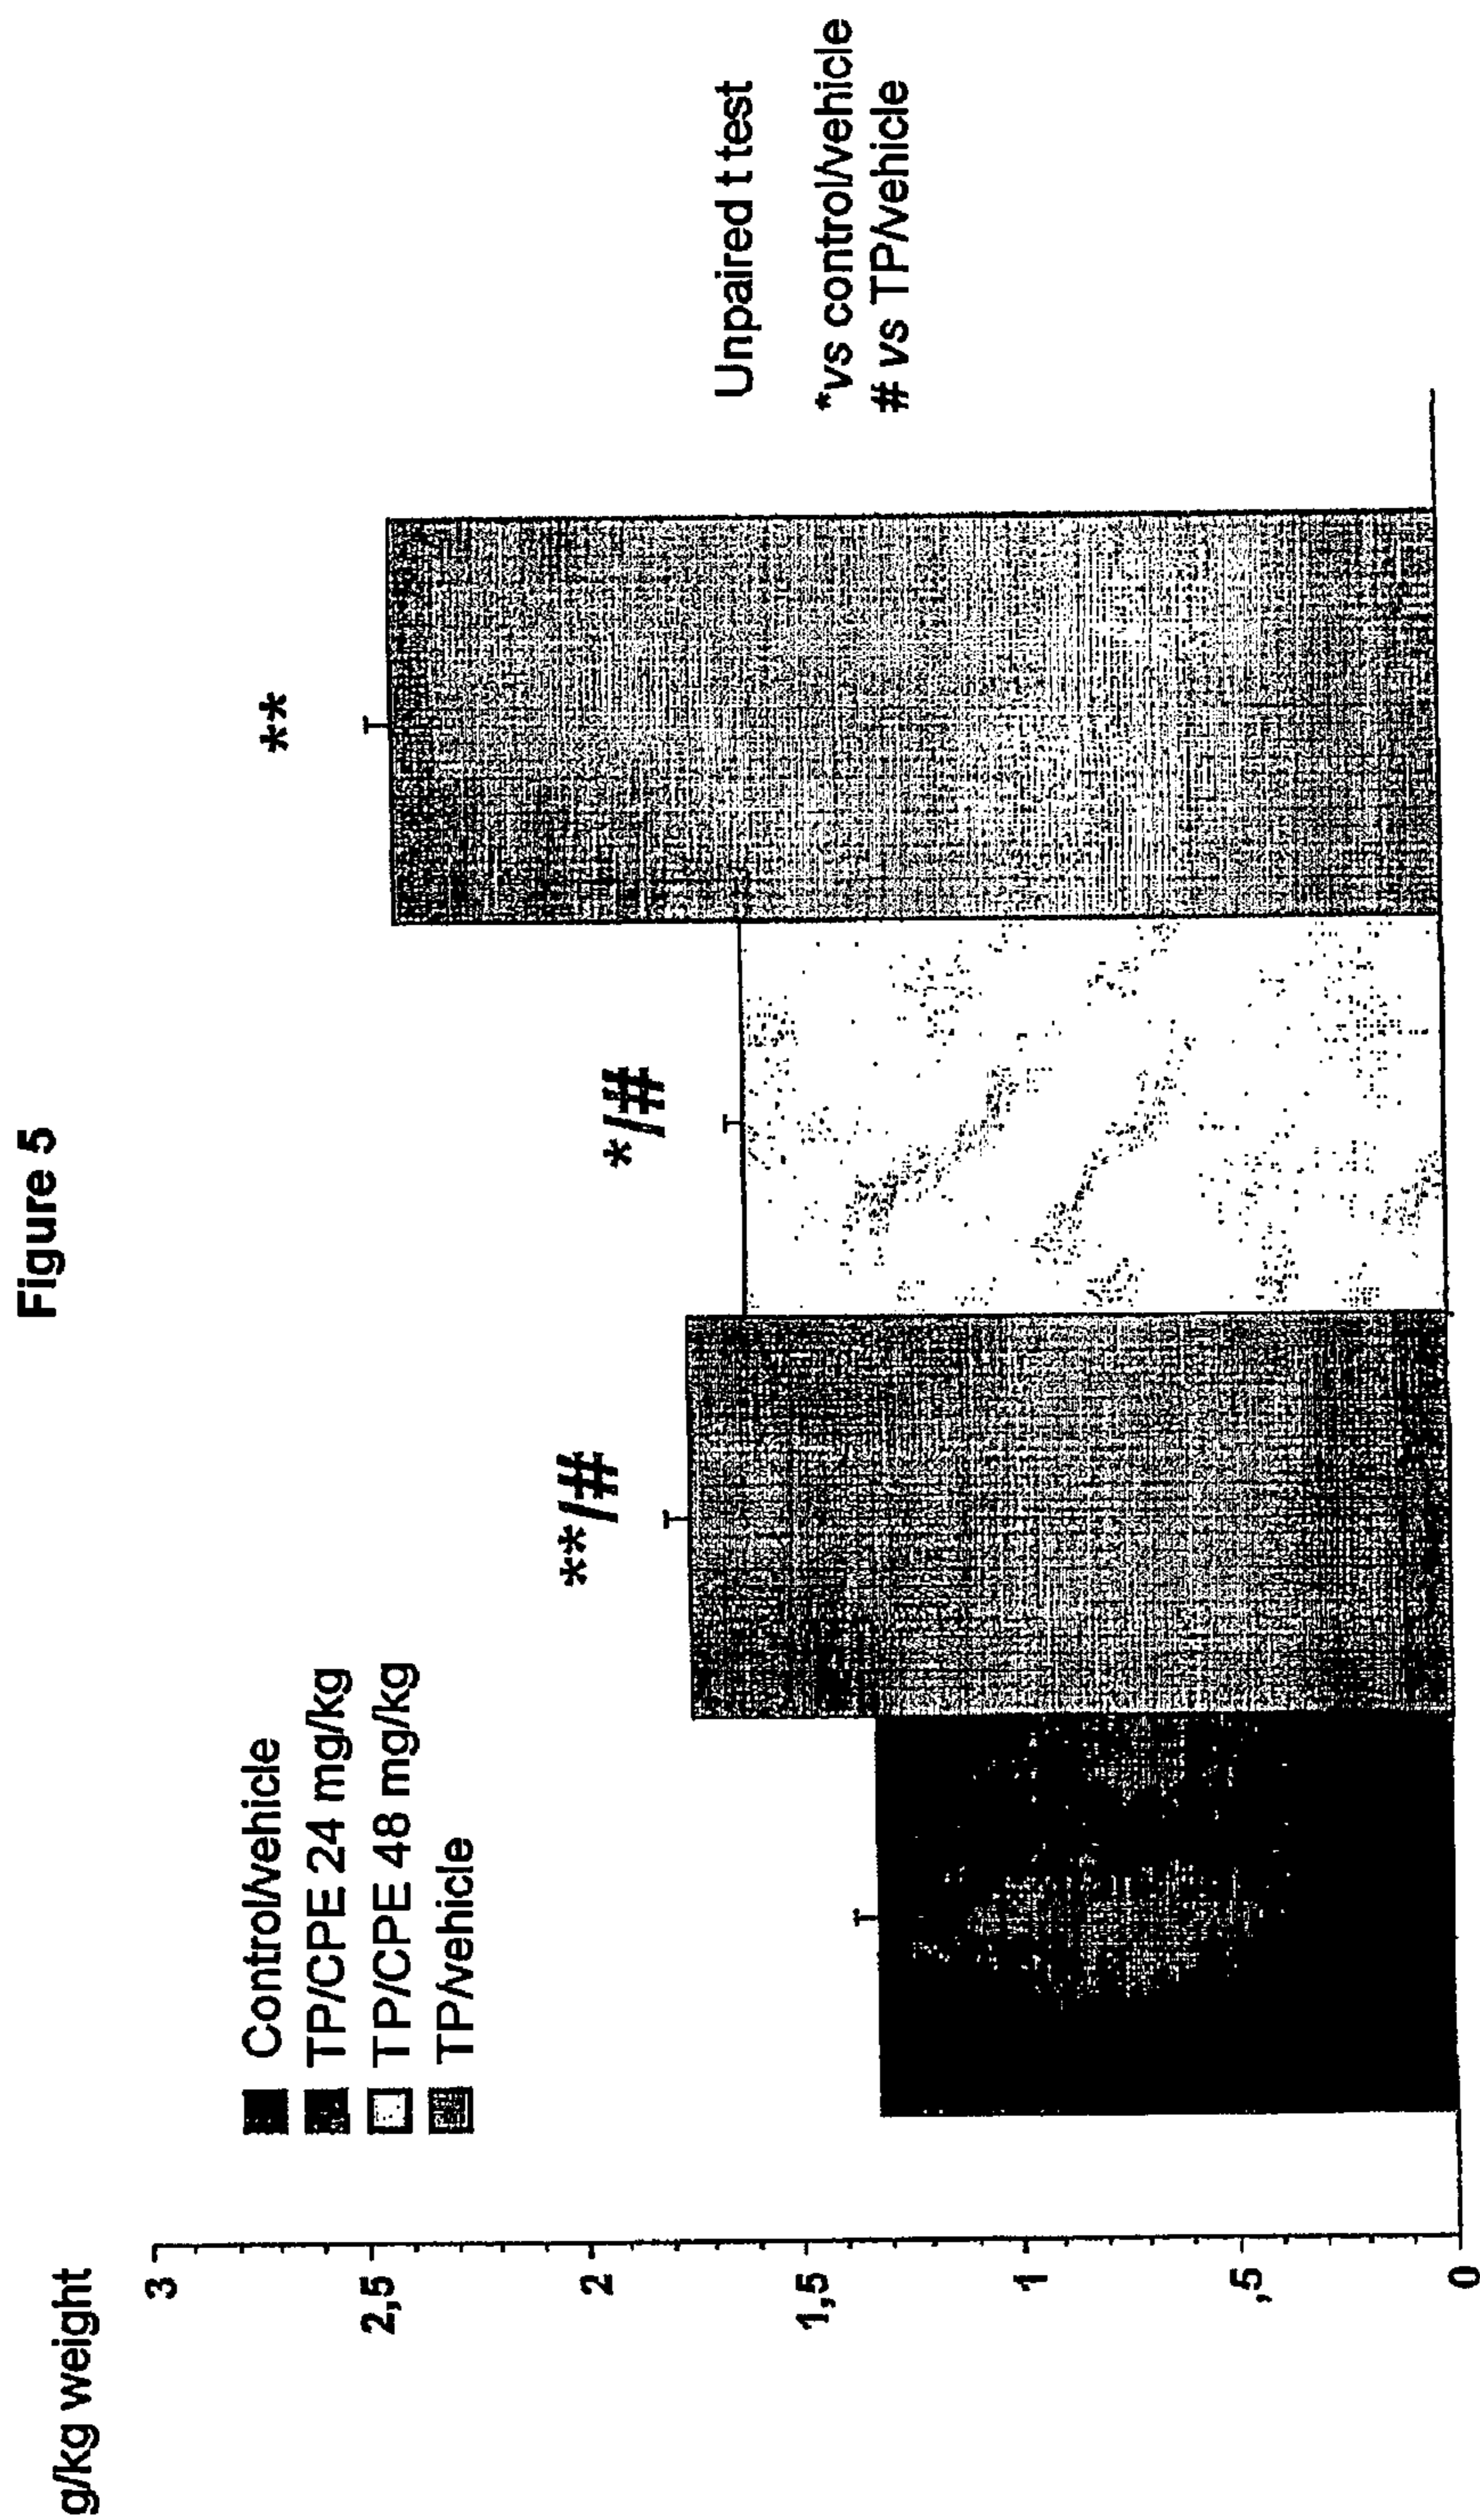 Figure 5
g/kg weight
Control/vehicle
TP/CPE 24 mg/kg
TP/CPE 48 mg/kg
TP/vehicle
3
2,5
2
1,5
1
,5
0
**/#
*/#
**
Unpaired t test
*vs control/vehicle
# vs TP/vehicle